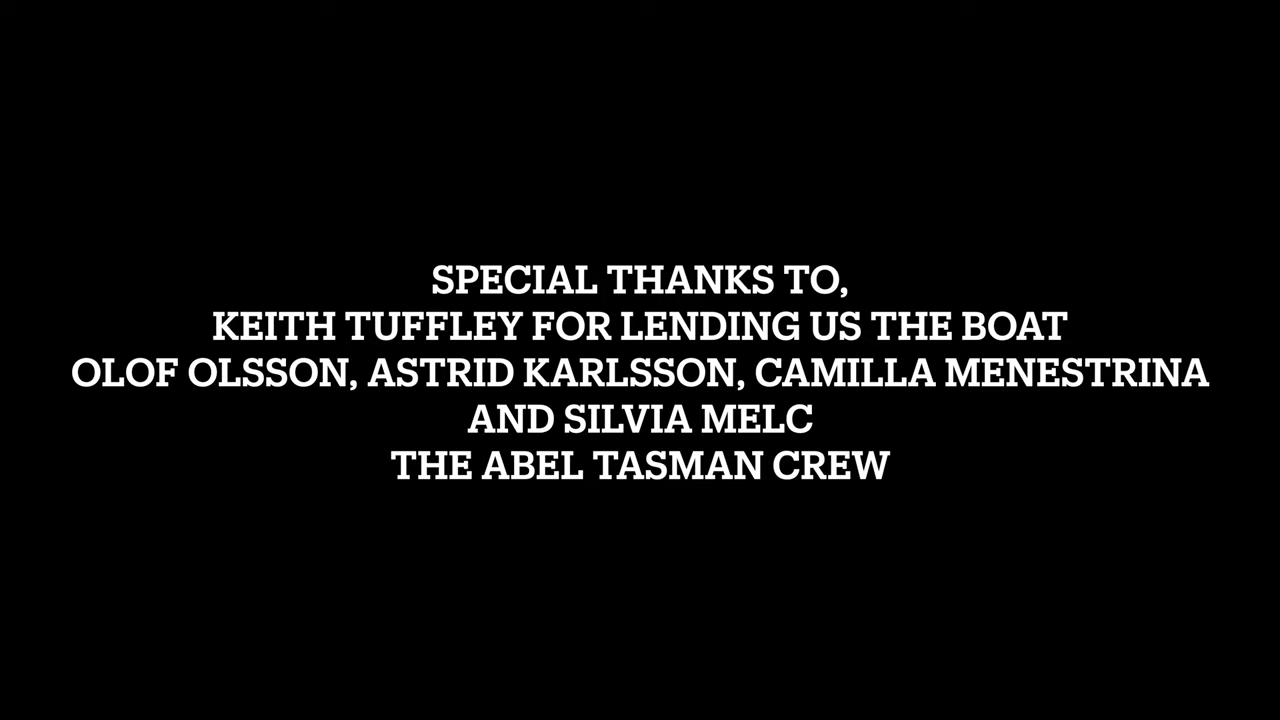 SPECIAL THANKS TO,
KEITH TUFFLEY FOR LENDING US THE BOAT
OLOF OLSSON, ASTRID KARLSSON, CAMILLA MENESTRINA
AND SILVIA MELC
THE ABEL TASMAN CREW